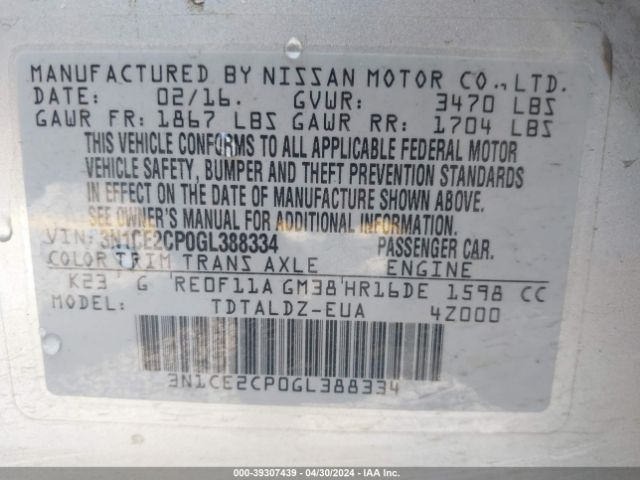 MANUFACTURED BY NISSAN MOTOR CO., LTD.
DATE: 02/16. GVWR: 3470 LBS
GAWR FR: 1867 LBS GAWR RR: 1704 LBS
THIS VEHICLE CONFORMS TO ALL APPLICABLE FEDERAL MOTOR
VEHICLE SAFETY, BUMPER AND THEFT PREVENTION STANDARDS
IN EFFECT ON THE DATE OF MANUFACTURE SHOWN ABOVE.
SEE OWNER'S MANUAL FOR ADDITIONAL INFORMATION.
VIN: 3N1CE2CP0GL388334 PASSENGER CAR.
COLOR TRIM TRANS AXLE ENGINE
K23 G RE0F11A GM38 HR16DE 1598 CC
MODEL: TDTALDZ-EUA 4Z000
3N1CE2CP0GL388334
000-39307439 - 04/30/2024 - IAA Inc.